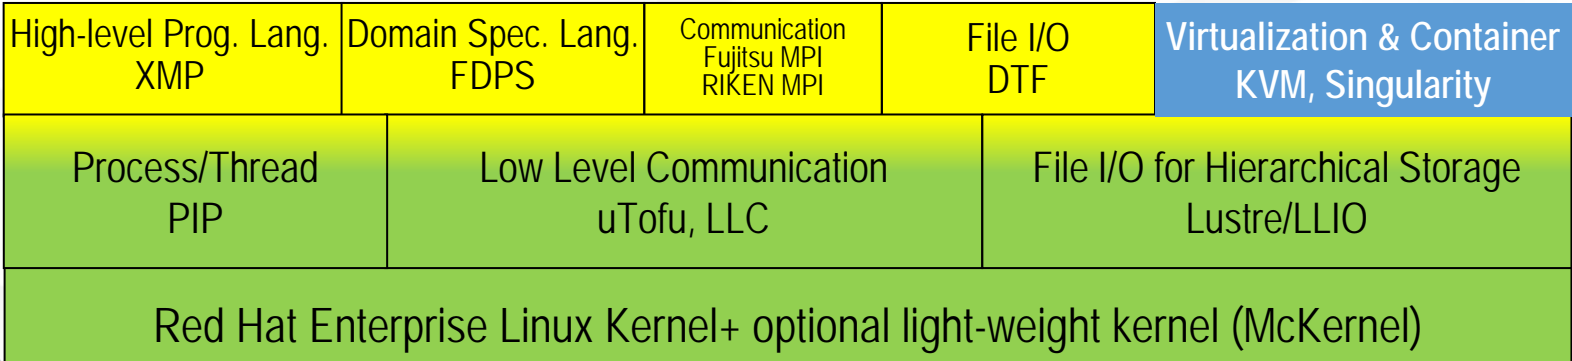 High-level Prog. Lang.
XMP
Domain Spec. Lang.
FDPS
Communication
Fujitsu MPI
RIKEN MPI
File I/O
DTF
Virtualization & Container
KVM, Singularity
Process/Thread
PIP
Low Level Communication
uTofu, LLC
File I/O for Hierarchical Storage
Lustre/LLIO
Red Hat Enterprise Linux Kernel+ optional light-weight kernel (McKernel)